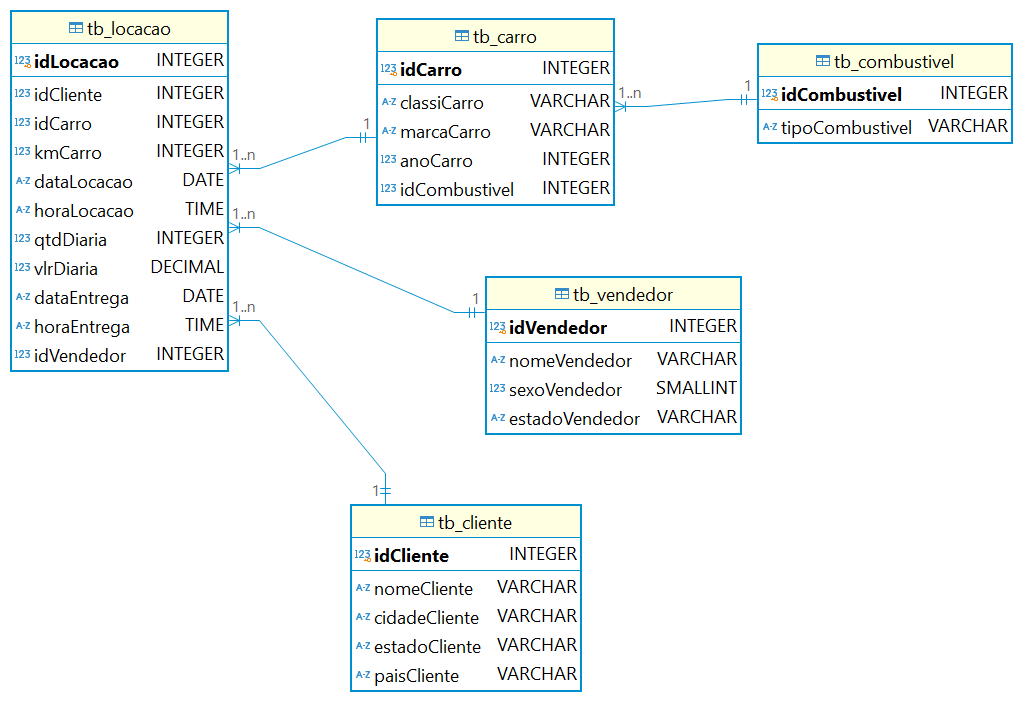 tb_locacao
123 idLocacao INTEGER
123 idCliente INTEGER
123 idCarro INTEGER
123 kmCarro INTEGER
A-Z dataLocacao DATE
A-Z horaLocacao TIME
123 qtdDiaria INTEGER
123 vlrDiaria DECIMAL
A-Z dataEntrega DATE
A-Z horaEntrega TIME
123 idVendedor INTEGER
1..n
1
1..n
1
1..n
1
tb_carro
123 idCarro INTEGER
A-Z classiCarro VARCHAR
A-Z marcaCarro VARCHAR
123 anoCarro INTEGER
123 idCombustivel INTEGER
1..n
1
tb_combustivel
123 idCombustivel INTEGER
A-Z tipoCombustivel VARCHAR
tb_vendedor
123 idVendedor INTEGER
A-Z nomeVendedor VARCHAR
123 sexoVendedor SMALLINT
A-Z estadoVendedor VARCHAR
tb_cliente
123 idCliente INTEGER
A-Z nomeCliente VARCHAR
A-Z cidadeCliente VARCHAR
A-Z estadoCliente VARCHAR
A-Z paisCliente VARCHAR